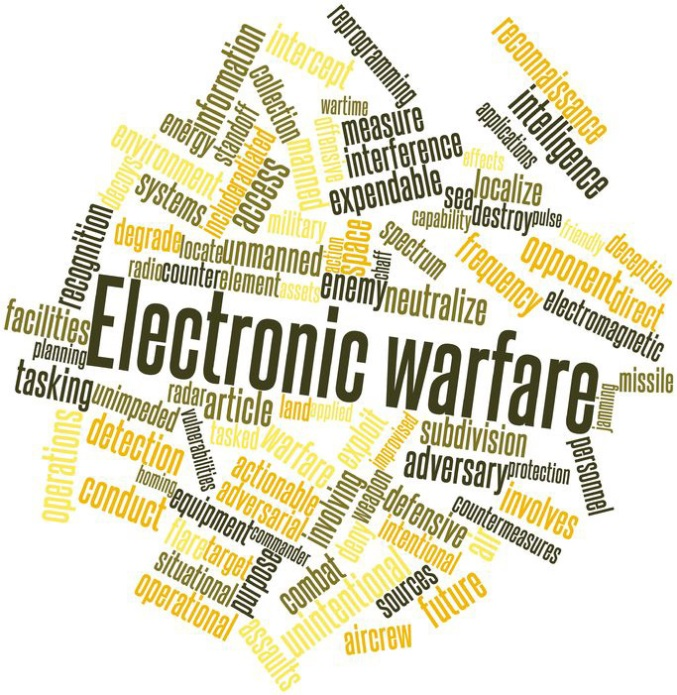 reprogramming
reconnaissance
information
intercept
collection
wartime
intelligence
applications
energy
standoff
offensive
measure
interference
effects
environment
manned
included
radiated
access
expendable
sea
localize
decoys
systems
military
capability
destroy
pulse
friendly
deception
recognition
degrade
locate
unmanned
action
space
chaff
spectrum
frequency
opponent
direct
radio
counter
element
assets
enemy
neutralize
electromagnetic
facilities
Electronic warfare
planning
tasking
unimpeded
radar
article
land
applied
jamming
missile
operations
detection
vulnerabilities
tasked
warfare
exploit
improvised
subdivision
adversary
protection
personnel
homing
conduct
equipment
actionable
adversarial
involving
weapon
defensive
countermeasures
involves
flare
target
commander
deny
intentional
air
situational
purpose
combat
unintentional
sources
future
operational
assaults
aircrew